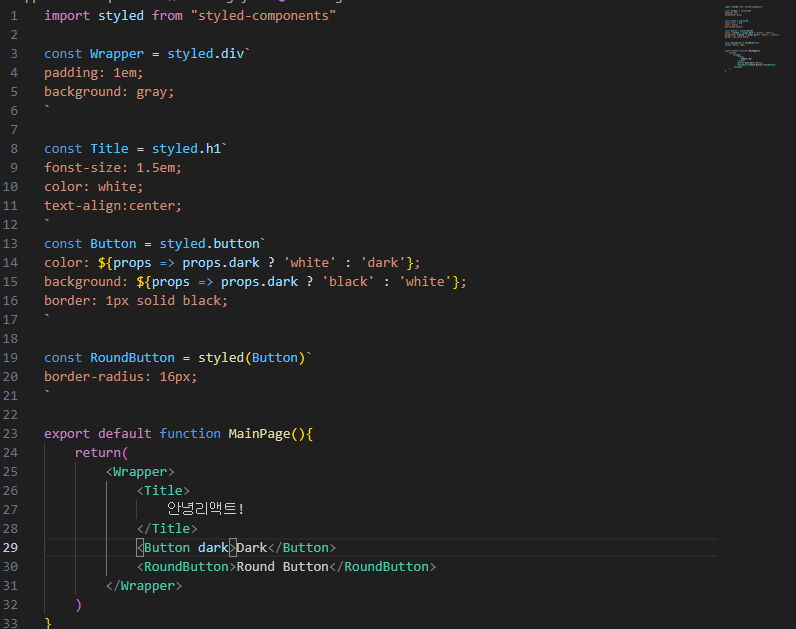 1 import styled from "styled-components"
2
3 const Wrapper = styled.div`
4 padding: 1em;
5 background: gray;
6 `
7
8 const Title = styled.h1`
9 fonst-size: 1.5em;
10 color: white;
11 text-align:center;
12 `
13 const Button = styled.button`
14 color: ${props => props.dark ? 'white' : 'dark'};
15 background: ${props => props.dark ? 'black' : 'white'};
16 border: 1px solid black;
17 `
18
19 const RoundButton = styled(Button)`
20 border-radius: 16px;
21 `
22
23 export default function MainPage(){
24 return(
25 <Wrapper>
26 <Title>
27 안녕리액트!
28 </Title>
29 <Button dark>Dark</Button>
30 <RoundButton>Round Button</RoundButton>
31 </Wrapper>
32 )
33 }